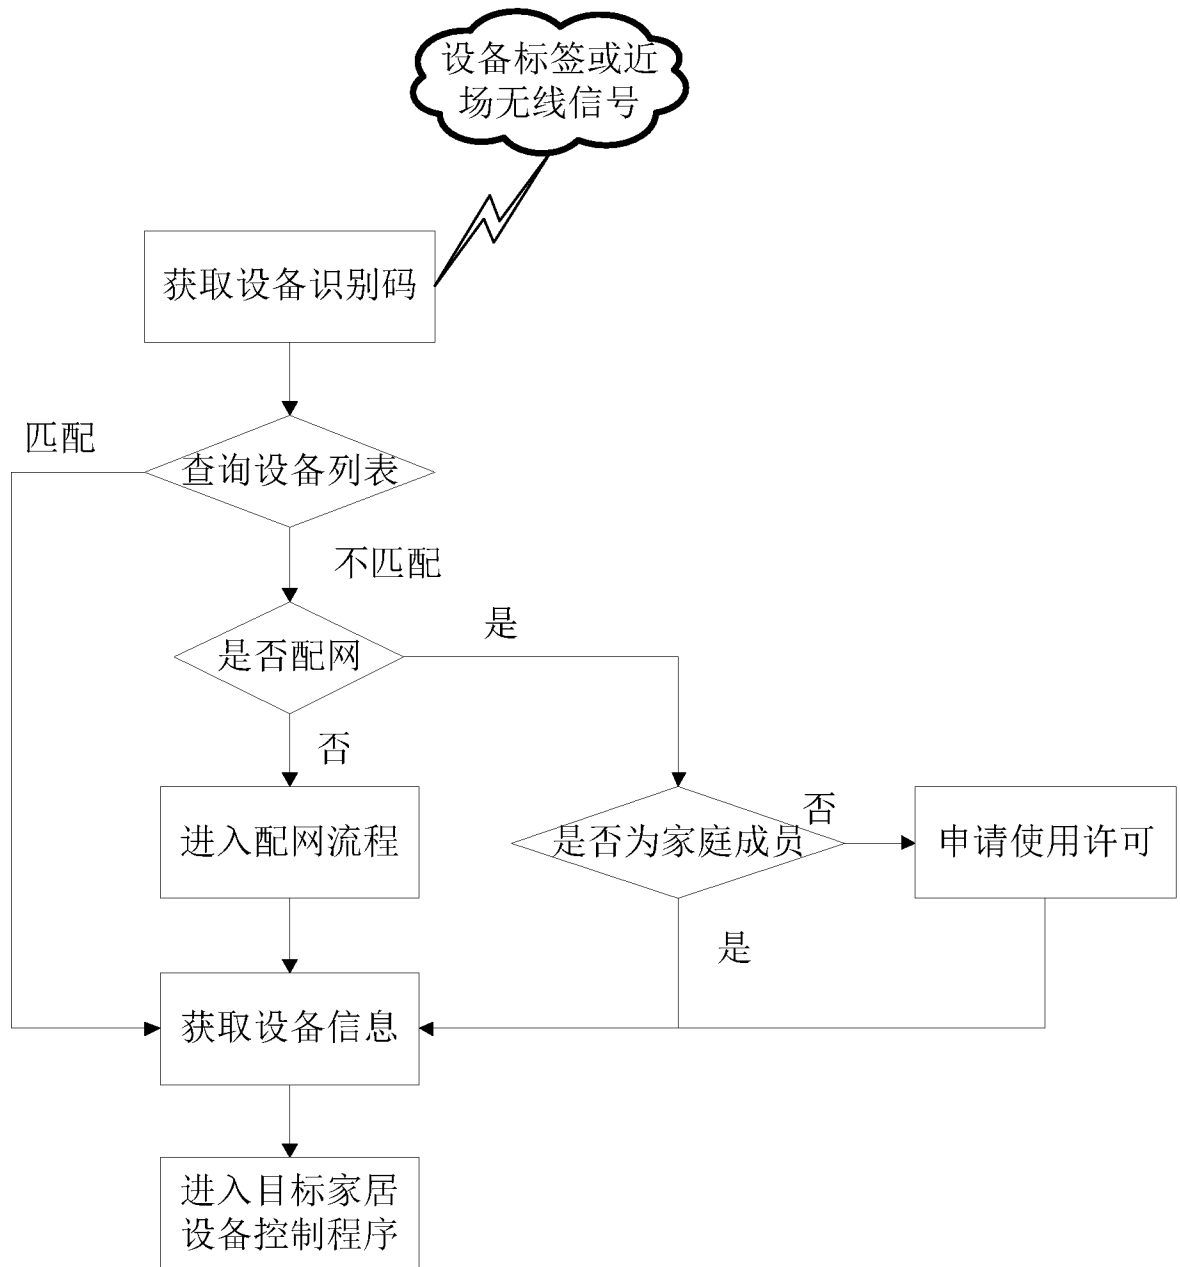 设备标签或近
场无线信号
获取设备识别码
匹配
查询设备列表
不匹配
是
是否配网
否
进入配网流程
否
是否为家庭成员
申请使用许可
是
获取设备信息
进入目标家居
设备控制程序